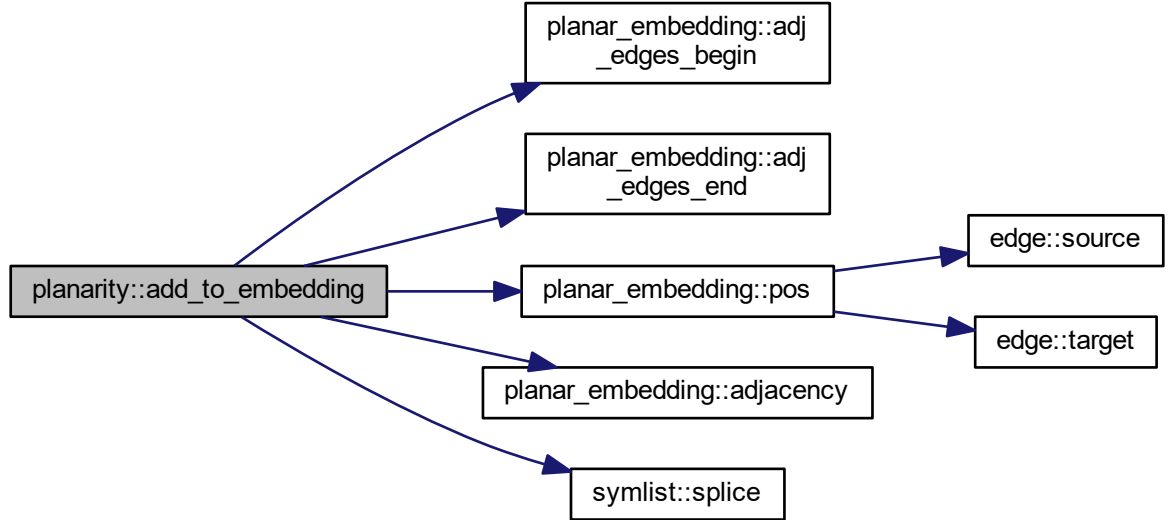 planar_embedding::adj
_edges_begin
planar_embedding::adj
_edges_end
edge::source
planarity::add_to_embedding
planar_embedding::pos
edge::target
planar_embedding::adjacency
symlist::splice